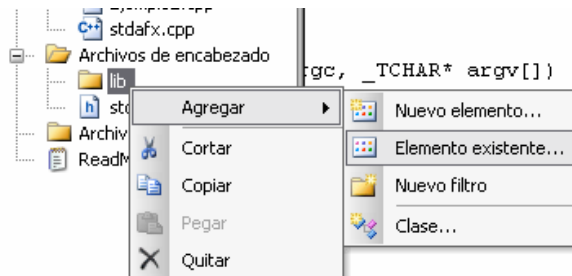 stdafx.cpp
Archivos de encabezado
lib
rgc, _TCHAR* argv[])
Agregar
Nuevo elemento...
Cortar
Elemento existente...
Copiar
Nuevo filtro
Pegar
Clase...
Quitar